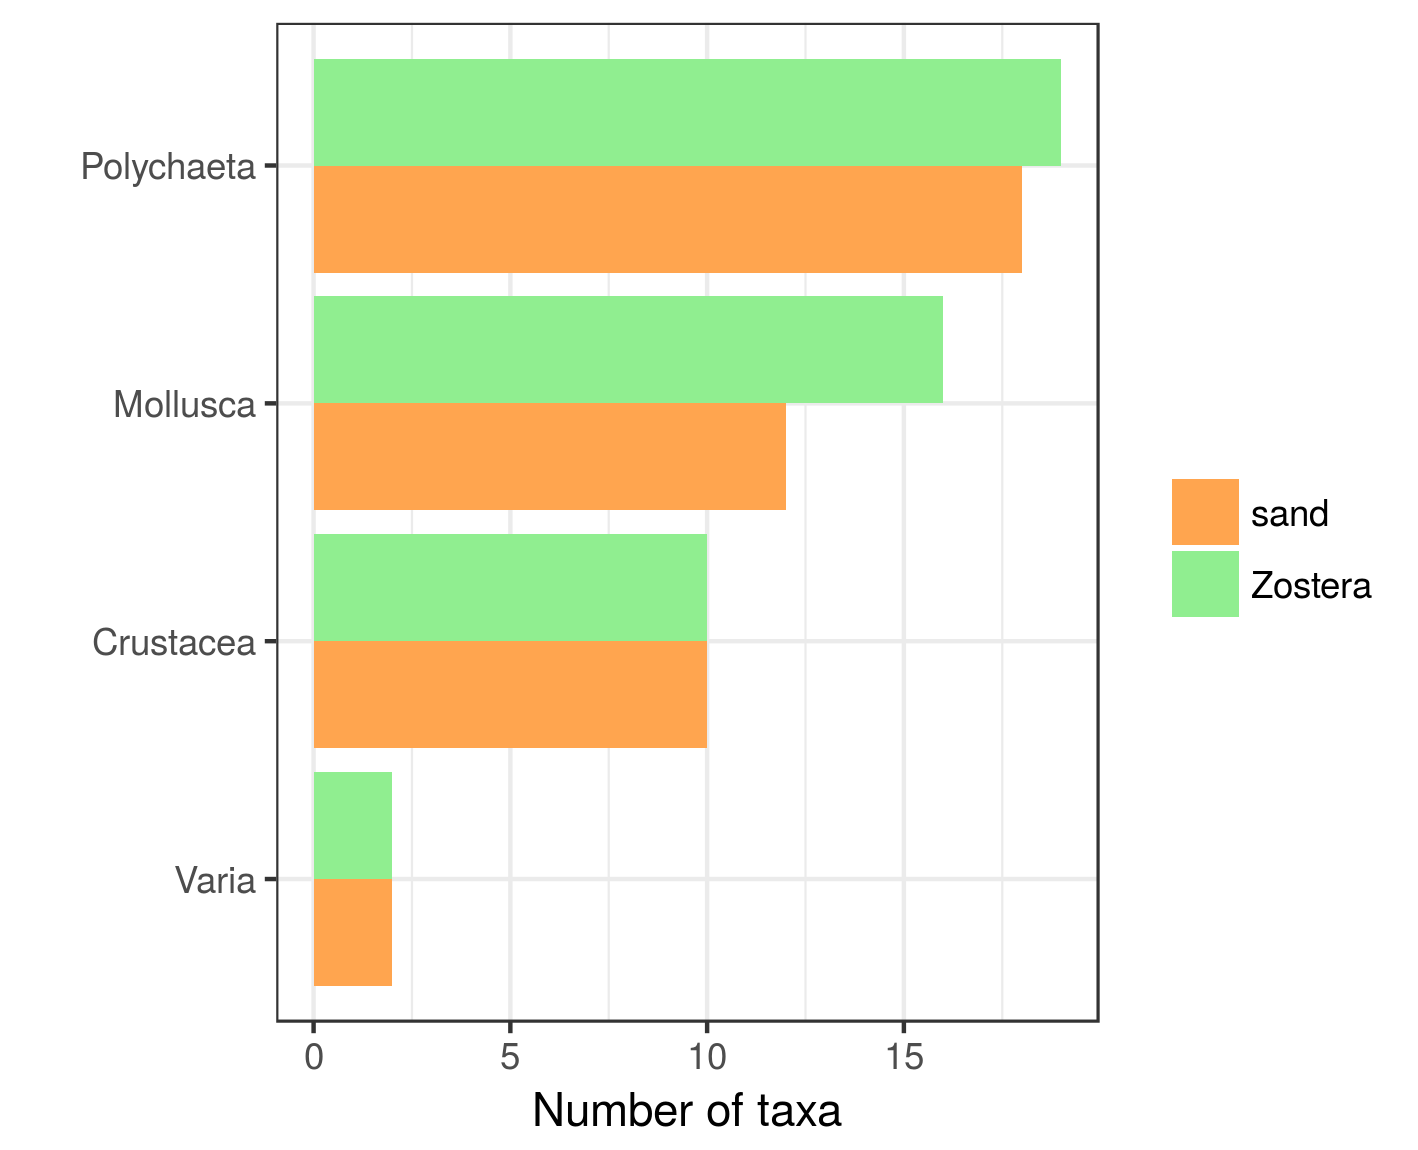 Polychaeta
Mollusca
Crustacea
Varia
0 5 10 15
Number of taxa
sand
Zostera